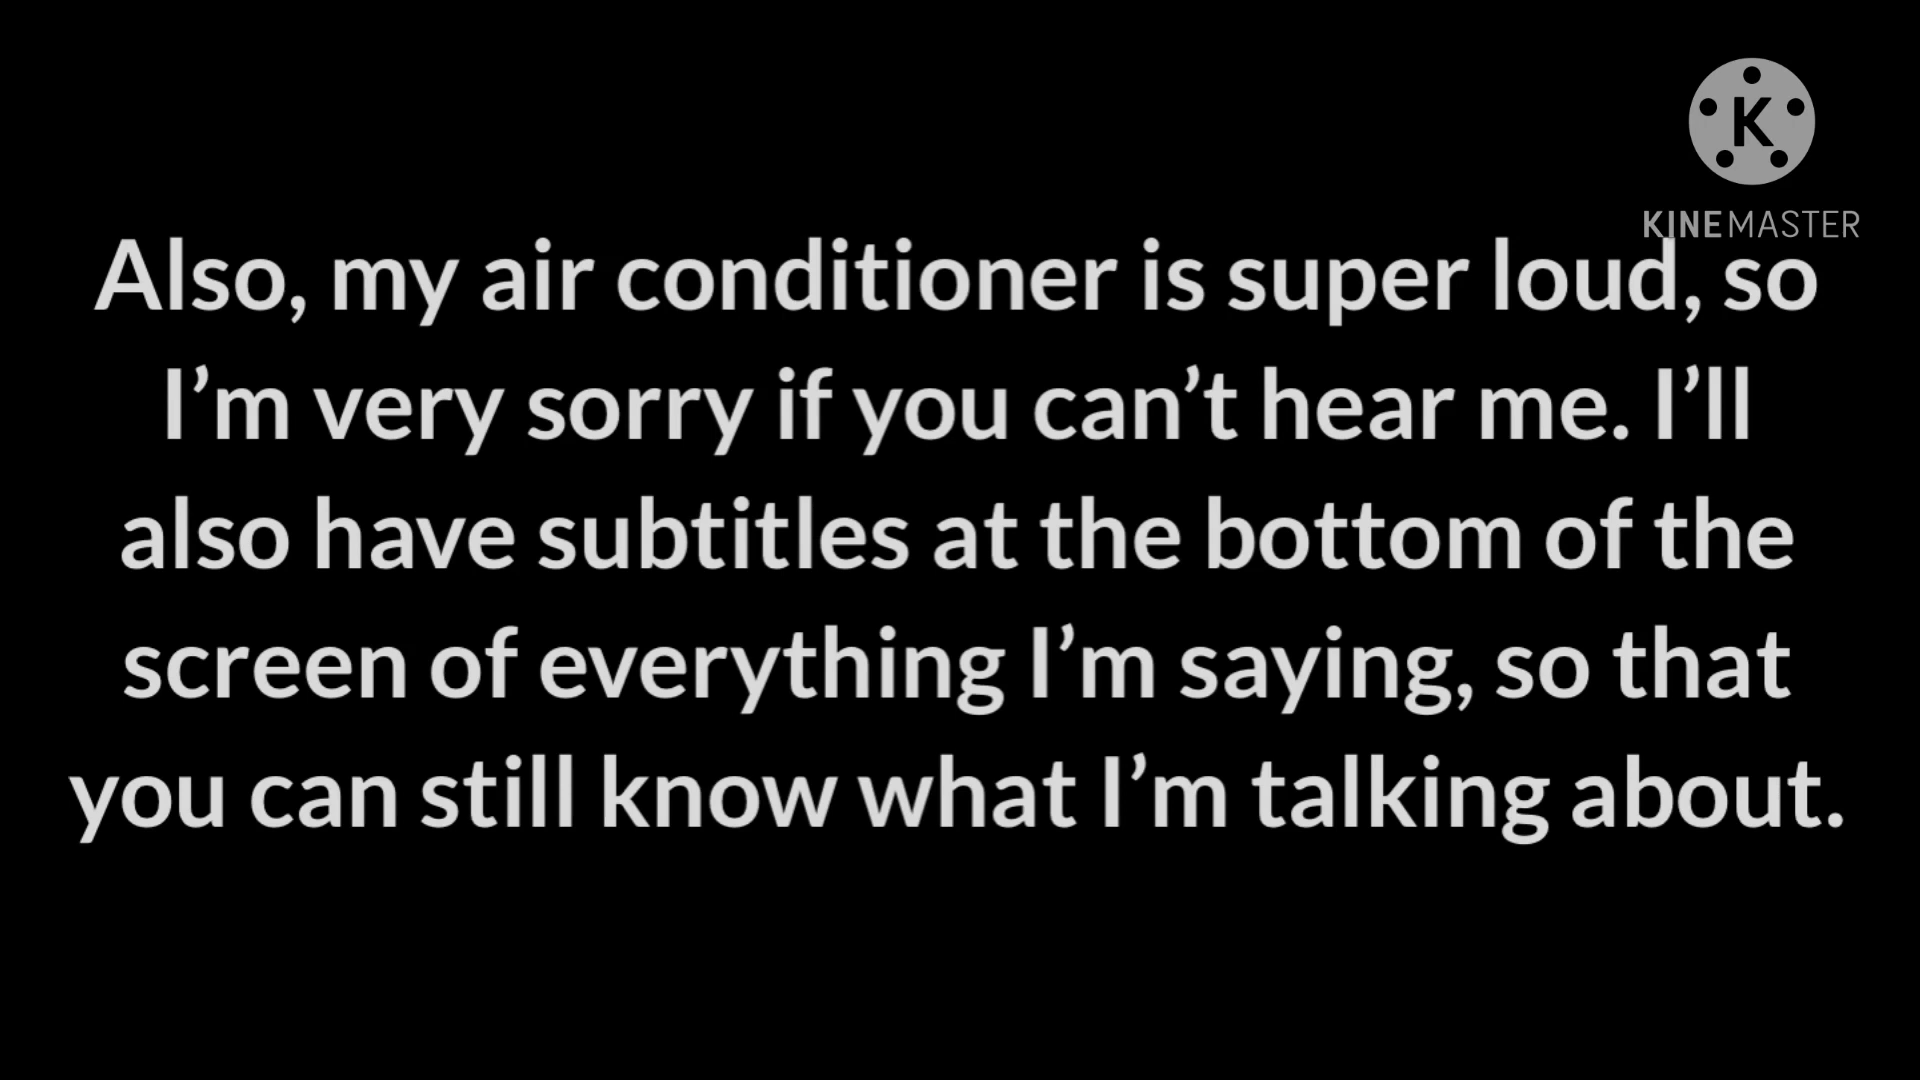 K
KINEMASTER
Also, my air conditioner is super loud, so
I’m very sorry if you can’t hear me. I’ll
also have subtitles at the bottom of the
screen of everything I’m saying, so that
you can still know what I’m talking about.